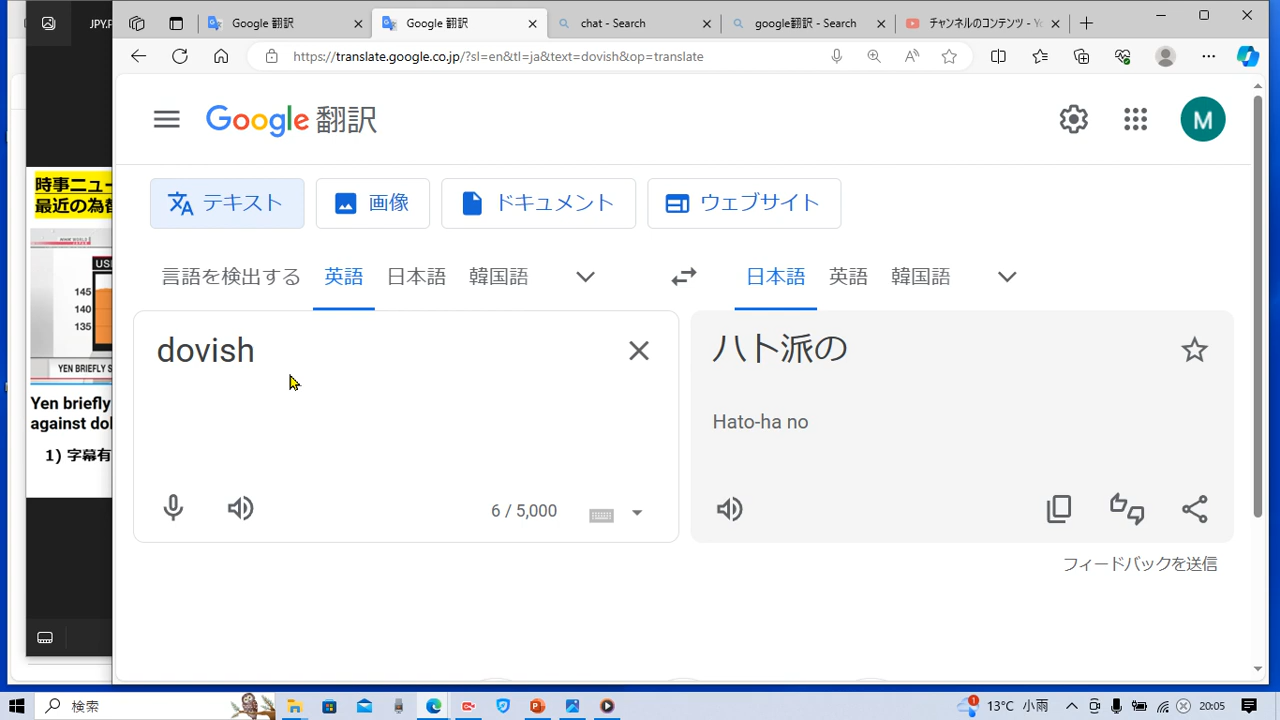 JPY.P
Google 翻訳
Google 翻訳
chat - Search
google翻訳 - Search
チャンネルのコンテンツ - Yo
https://translate.google.co.jp/?sl=en&tl=ja&text=dovish&op=translate
Google 翻訳
M
テキスト
画像
ドキュメント
ウェブサイト
言語を検出する
英語
日本語
韓国語
日本語
英語
韓国語
dovish
ハト派の
Hato-ha no
6 / 5,000
フィードバックを送信
時事ニュー
最近の為替
US
145
140
135
YEN BRIEFLY S
Yen briefly
against dol
1) 字幕有
検索
1
13°C 小雨
20:05